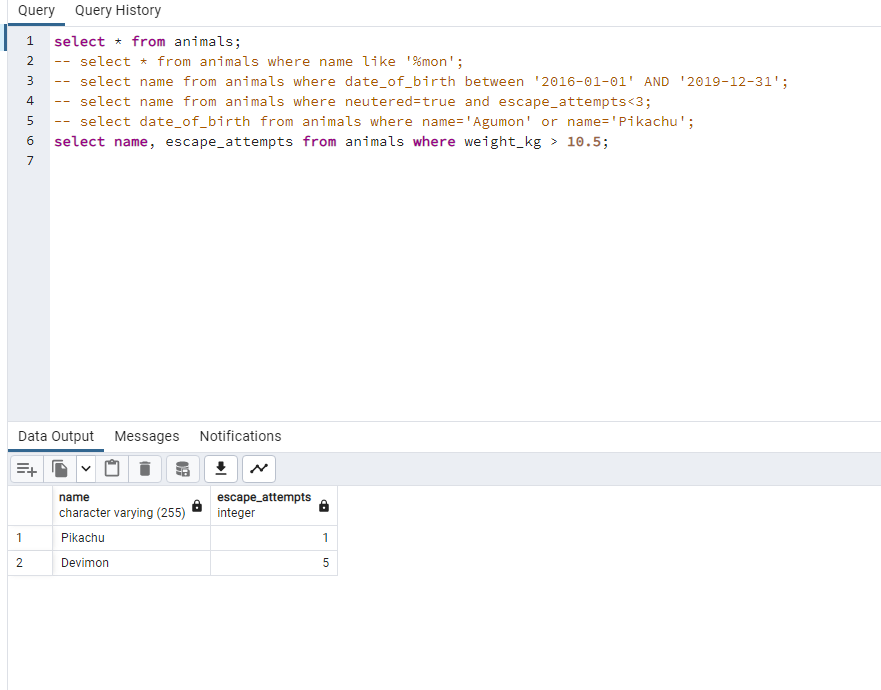 Query Query History
1 select * from animals;
2 -- select * from animals where name like '%mon';
3 -- select name from animals where date_of_birth between '2016-01-01' AND '2019-12-31';
4 -- select name from animals where neutered=true and escape_attempts<3;
5 -- select date_of_birth from animals where name='Agumon' or name='Pikachu';
6 select name, escape_attempts from animals where weight_kg > 10.5;
7
Data Output Messages Notifications
name escape_attempts
character varying (255) integer
1 Pikachu 1
2 Devimon 5